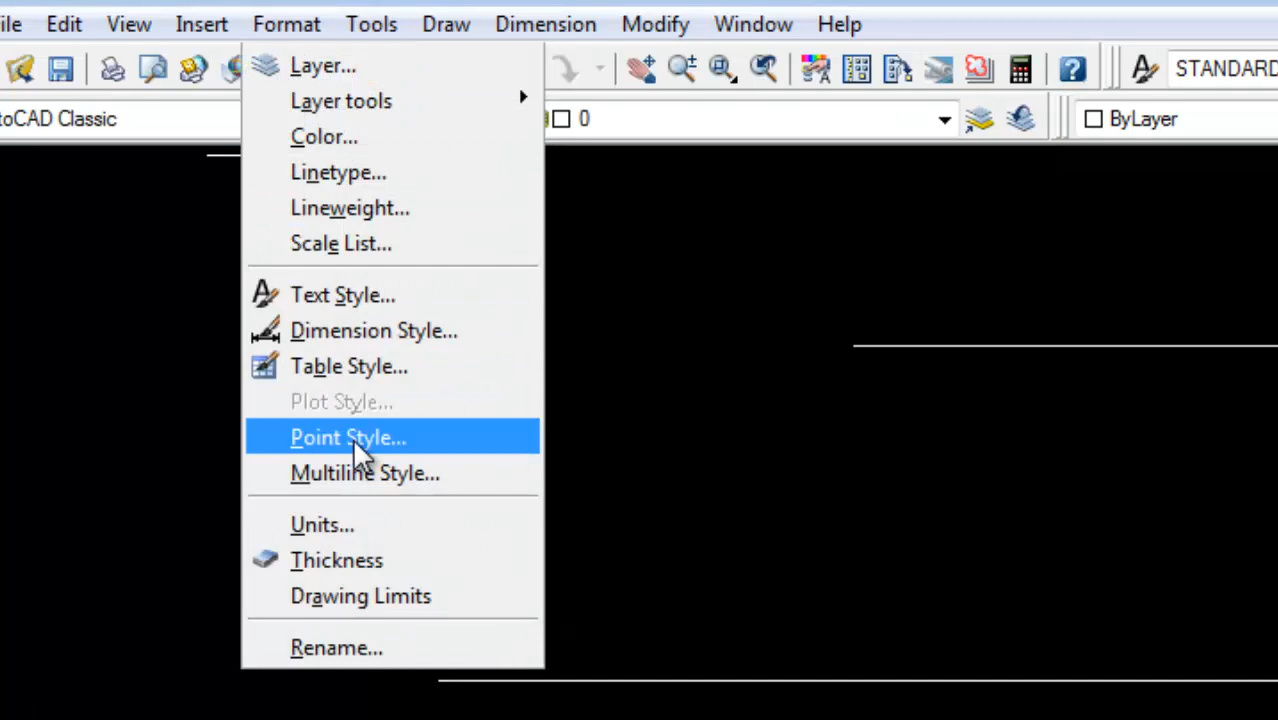 ile Edit View Insert Format Tools Draw Dimension Modify Window Help
STANDARD
toCAD Classic
0
ByLayer
Layer...
Layer tools
Color...
Linetype...
Lineweight...
Scale List...
Text Style...
Dimension Style...
Table Style...
Plot Style...
Point Style...
Multiline Style...
Units...
Thickness
Drawing Limits
Rename...